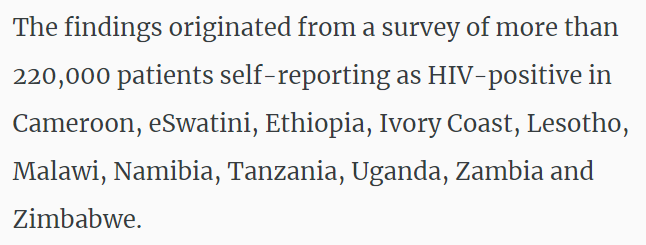 The findings originated from a survey of more than
220,000 patients self-reporting as HIV-positive in
Cameroon, eSwatini, Ethiopia, Ivory Coast, Lesotho,
Malawi, Namibia, Tanzania, Uganda, Zambia and
Zimbabwe.